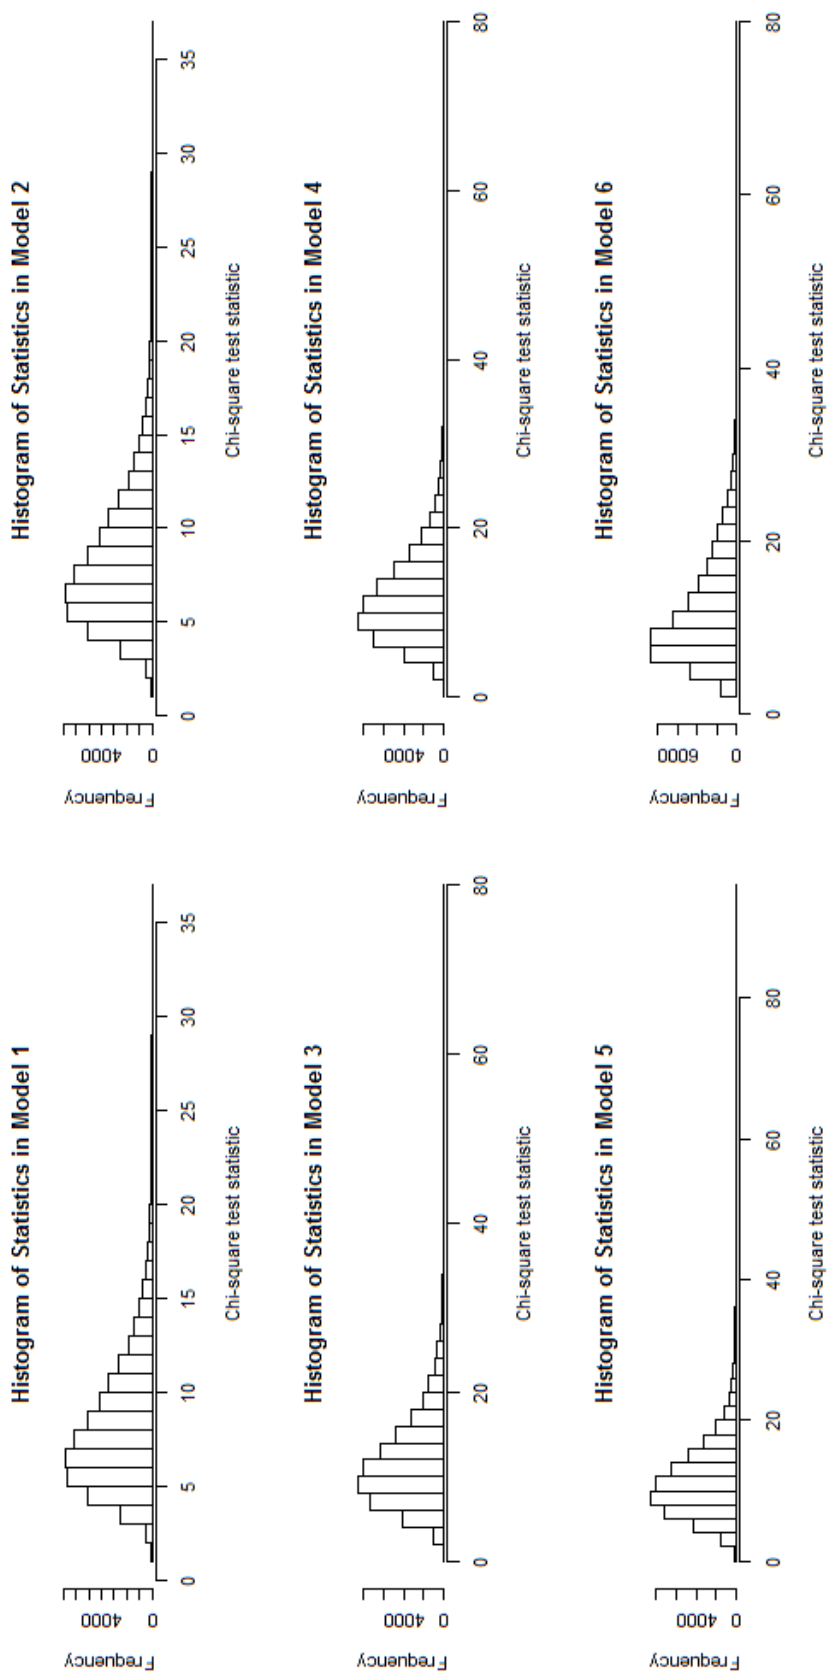 Histogram of Statistics in Model 1
Frequency
4000
0
0 5 10 15 20 25 30 35
Chi-square test statistic
Histogram of Statistics in Model 2
Frequency
4000
0
0 5 10 15 20 25 30 35
Chi-square test statistic
Histogram of Statistics in Model 3
Frequency
4000
0
0 20 40 60 80
Chi-square test statistic
Histogram of Statistics in Model 4
Frequency
4000
0
0 20 40 60 80
Chi-square test statistic
Histogram of Statistics in Model 5
Frequency
4000
0
0 20 40 60 80
Chi-square test statistic
Histogram of Statistics in Model 6
Frequency
6000
0
0 20 40 60 80
Chi-square test statistic